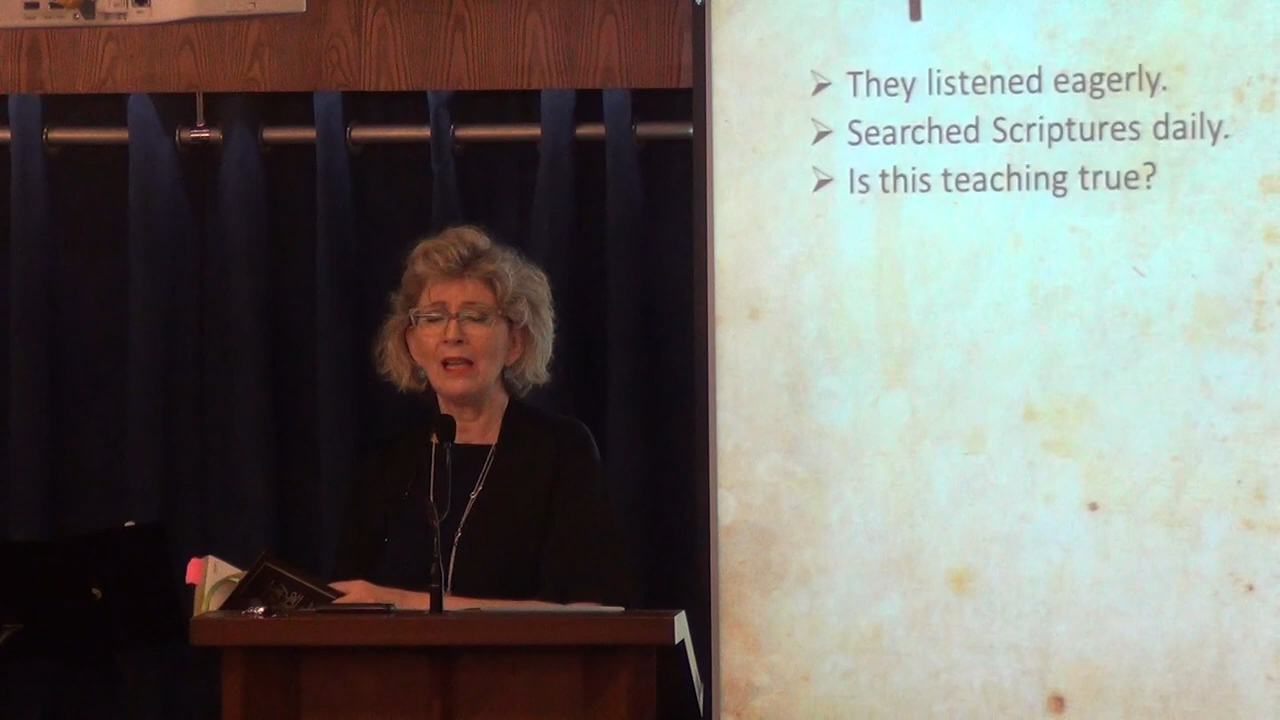 They listened eagerly.
Searched Scriptures daily.
Is this teaching true?